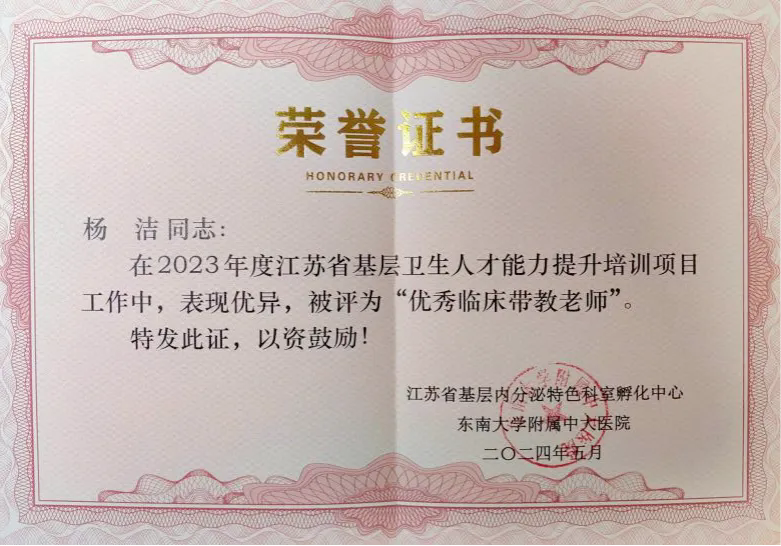 荣誉证书
HONORARY CREDENTIAL
杨 洁 同志：
在2023年度江苏省基层卫生人才能力提升培训项目
工作中，表现优异，被评为“优秀临床带教老师”。
特发此证，以资鼓励！
江苏省基层内分泌特色科室孵化中心
东南大学附属中大医院
二〇二四年五月